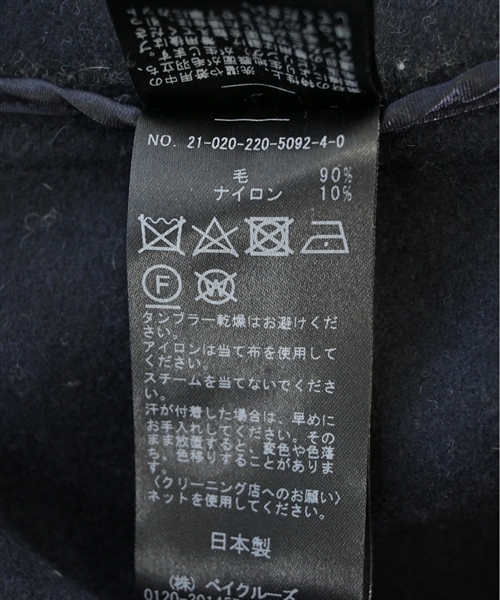 NO. 21-020-220-5092-4-0
毛 90%
ナイロン 10%
F W
タンブラー乾燥はお避けくだ
さい。
アイロンは当て布を使用して
ください。
スチームを当てないでくださ
い。
汗が付着した場合は、早めに
お手入れしてください。その
まま放置すると、変色や色落
ち、色移りすることがありま
す。
〈クリーニング店へのお願い〉
ネットを使用してください。
日本製
(株) ベイクルーズ
0120-301457